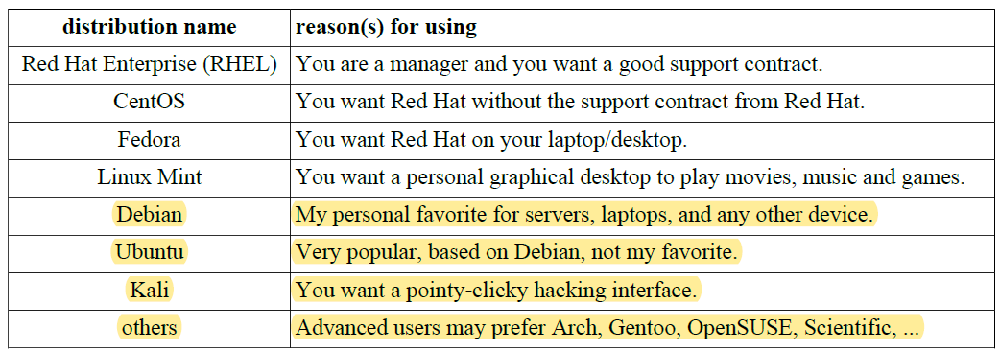 distribution name reason(s) for using
Red Hat Enterprise (RHEL) You are a manager and you want a good support contract.
CentOS You want Red Hat without the support contract from Red Hat.
Fedora You want Red Hat on your laptop/desktop.
Linux Mint You want a personal graphical desktop to play movies, music and games.
Debian My personal favorite for servers, laptops, and any other device.
Ubuntu Very popular, based on Debian, not my favorite.
Kali You want a pointy-clicky hacking interface.
others Advanced users may prefer Arch, Gentoo, OpenSUSE, Scientific, ...